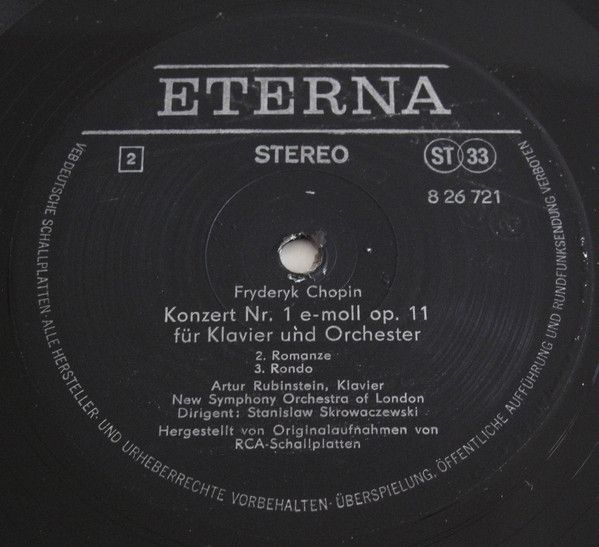 ETERNA
2
STEREO
ST 33
8 26 721
Fryderyk Chopin
Konzert Nr. 1 e-moll op. 11
für Klavier und Orchester
2. Romanze
3. Rondo
Artur Rubinstein, Klavier
New Symphony Orchestra of London
Dirigent: Stanislaw Skrowaczewski
Hergestellt von Originalaufnahmen von
RCA-Schallplatten
VEB DEUTSCHE SCHALLPLATTEN · ALLE HERSTELLER- UND URHEBERRECHTE VORBEHALTEN · ÜBERSPIELUNG, ÖFFENTLICHE AUFFÜHRUNG UND RUNDFUNKSENDUNG VERBOTEN